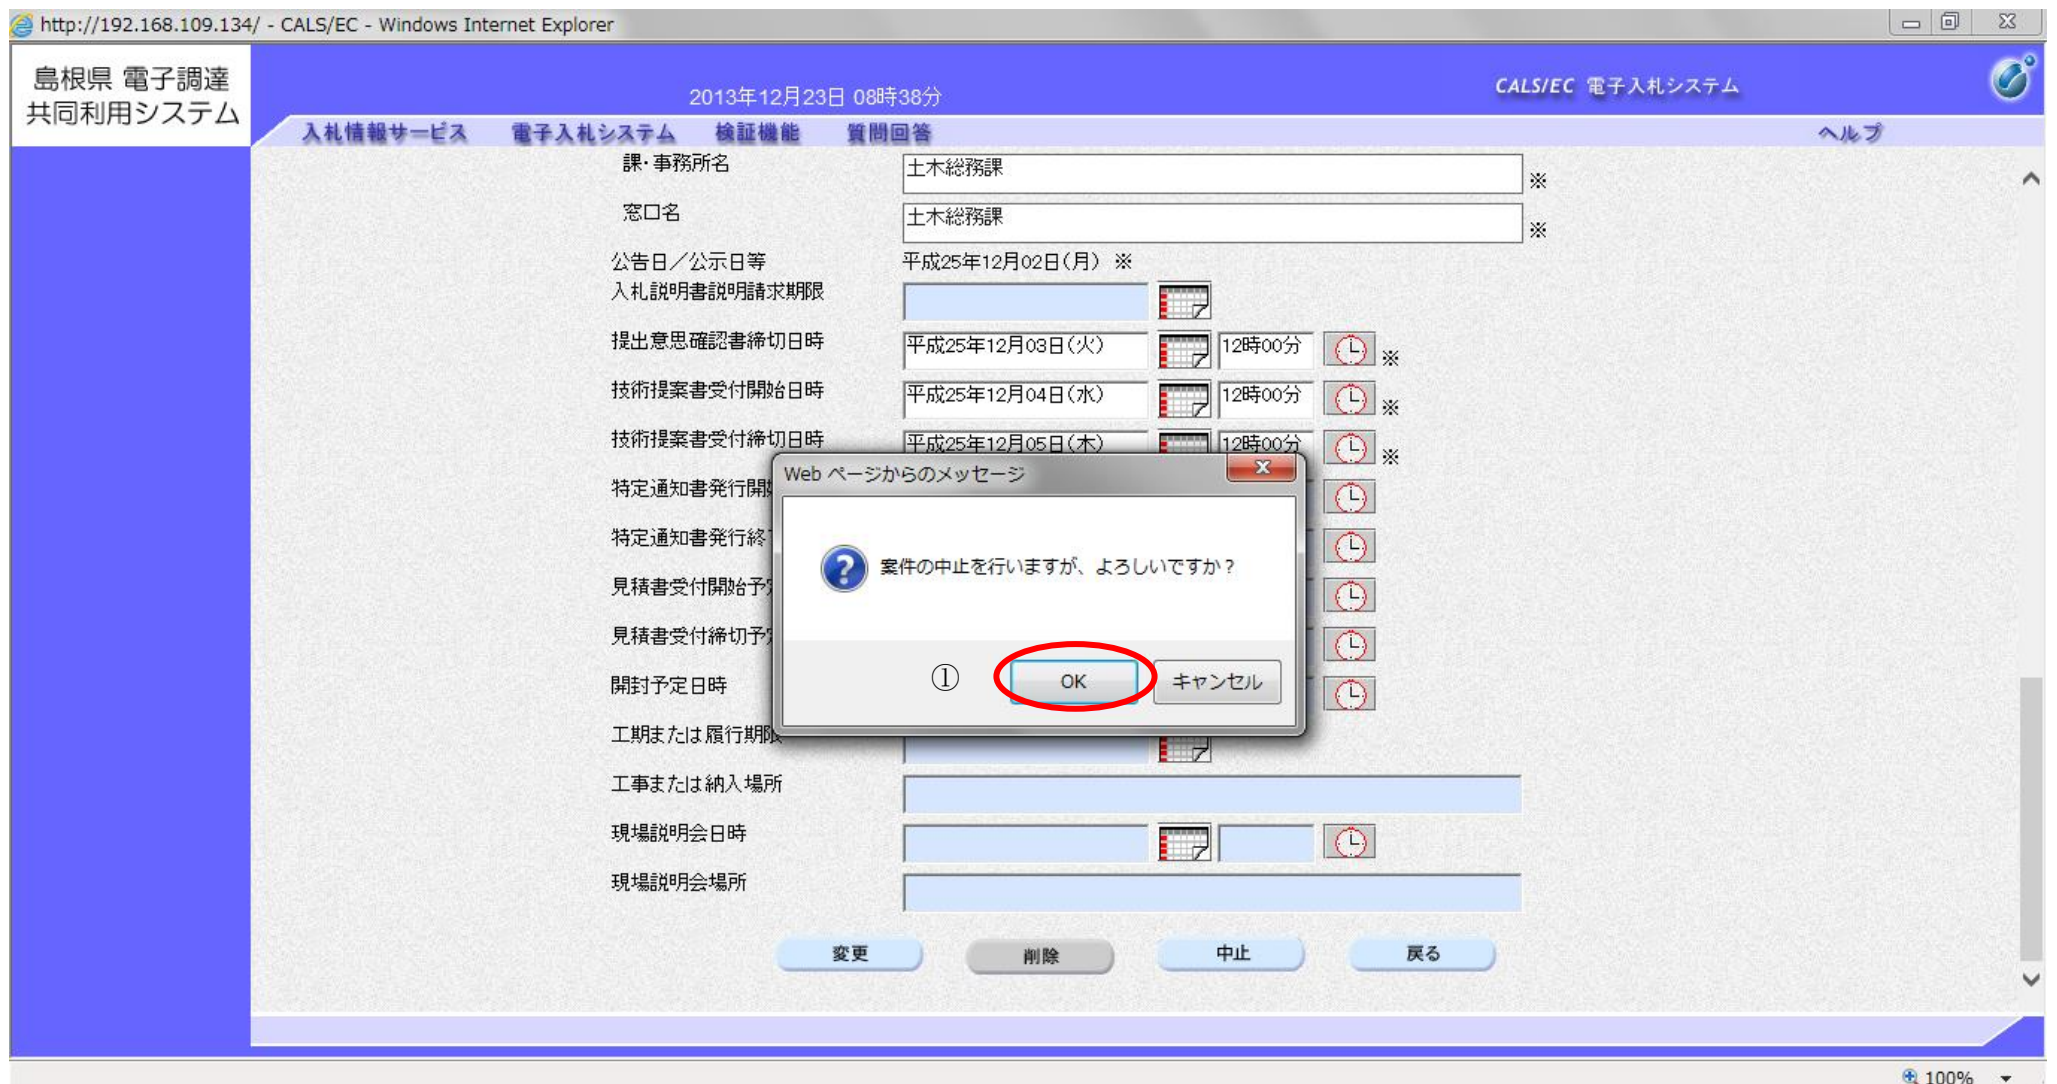 http://192.168.109.134/ - CALS/EC - Windows Internet Explorer
島根県 電子調達
共同利用システム
2013年12月23日 08時38分
CALS/EC 電子入札システム
入札情報サービス 電子入札システム 検証機能 質問回答 ヘルプ
課・事務所名 土木総務課 ※
窓口名 土木総務課 ※
公告日／公示日等 平成25年12月02日(月) ※
入札説明書説明請求期限
提出意思確認書締切日時 平成25年12月03日(火) 12時00分 ※
技術提案書受付開始日時 平成25年12月04日(水) 12時00分 ※
技術提案書受付締切日時 平成25年12月05日(木) 12時00分 ※
Web ページからのメッセージ
特定通知書発行開
特定通知書発行終
案件の中止を行いますが、よろしいですか？
見積書受付開始予
見積書受付締切予
① OK キャンセル
開封予定日時
工期または履行期限
工事または納入場所
現場説明会日時
現場説明会場所
変更 削除 中止 戻る
100%